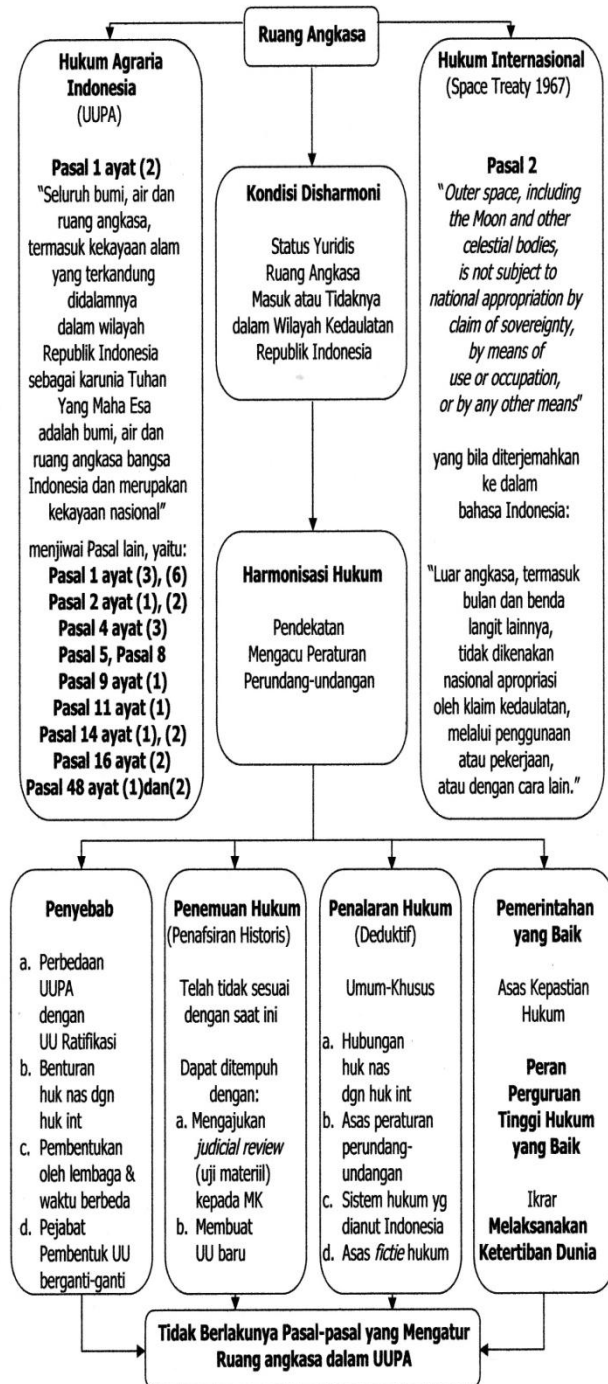 Ruang Angkasa
Hukum Agraria
Indonesia
(UUPA)
Pasal 1 ayat (2)
"Seluruh bumi, air dan
ruang angkasa,
termasuk kekayaan alam
yang terkandung
didalamnya
dalam wilayah
Republik Indonesia
sebagai karunia Tuhan
Yang Maha Esa
adalah bumi, air dan
ruang angkasa bangsa
Indonesia dan merupakan
kekayaan nasional"
menjiwai Pasal lain, yaitu:
Pasal 1 ayat (3), (6)
Pasal 2 ayat (1), (2)
Pasal 4 ayat (3)
Pasal 5, Pasal 8
Pasal 9 ayat (1)
Pasal 11 ayat (1)
Pasal 14 ayat (1), (2)
Pasal 16 ayat (2)
Pasal 48 ayat (1)dan(2)
Kondisi Disharmoni
Status Yuridis
Ruang Angkasa
Masuk atau Tidaknya
dalam Wilayah Kedaulatan
Republik Indonesia
Harmonisasi Hukum
Pendekatan
Mengacu Peraturan
Perundang-undangan
Hukum Internasional
(Space Treaty 1967)
Pasal 2
"Outer space, including
the Moon and other
celestial bodies,
is not subject to
national appropriation by
claim of sovereignty,
by means of
use or occupation,
or by any other means"
yang bila diterjemahkan
ke dalam
bahasa Indonesia:
"Luar angkasa, termasuk
bulan dan benda
langit lainnya,
tidak dikenakan
nasional apropriasi
oleh klaim kedaulatan,
melalui penggunaan
atau pekerjaan,
atau dengan cara lain."
Penyebab
a. Perbedaan
UUPA
dengan
UU Ratifikasi
b. Benturan
huk nas dgn
huk int
c. Pembentukan
oleh lembaga &
waktu berbeda
d. Pejabat
Pembentuk UU
berganti-ganti
Penemuan Hukum
(Penafsiran Historis)
Telah tidak sesuai
dengan saat ini
Dapat ditempuh
dengan:
a. Mengajukan
judicial review
(uji materiil)
kepada MK
b. Membuat
UU baru
Penalaran Hukum
(Deduktif)
Umum-Khusus
a. Hubungan
huk nas
dgn huk int
b. Asas peraturan
perundang-
undangan
c. Sistem hukum yg
dianut Indonesia
d. Asas fictie hukum
Pemerintahan
yang Baik
Asas Kepastian
Hukum
Peran
Perguruan
Tinggi Hukum
yang Baik
Ikrar
Melaksanakan
Ketertiban Dunia
Tidak Berlakunya Pasal-pasal yang Mengatur
Ruang angkasa dalam UUPA